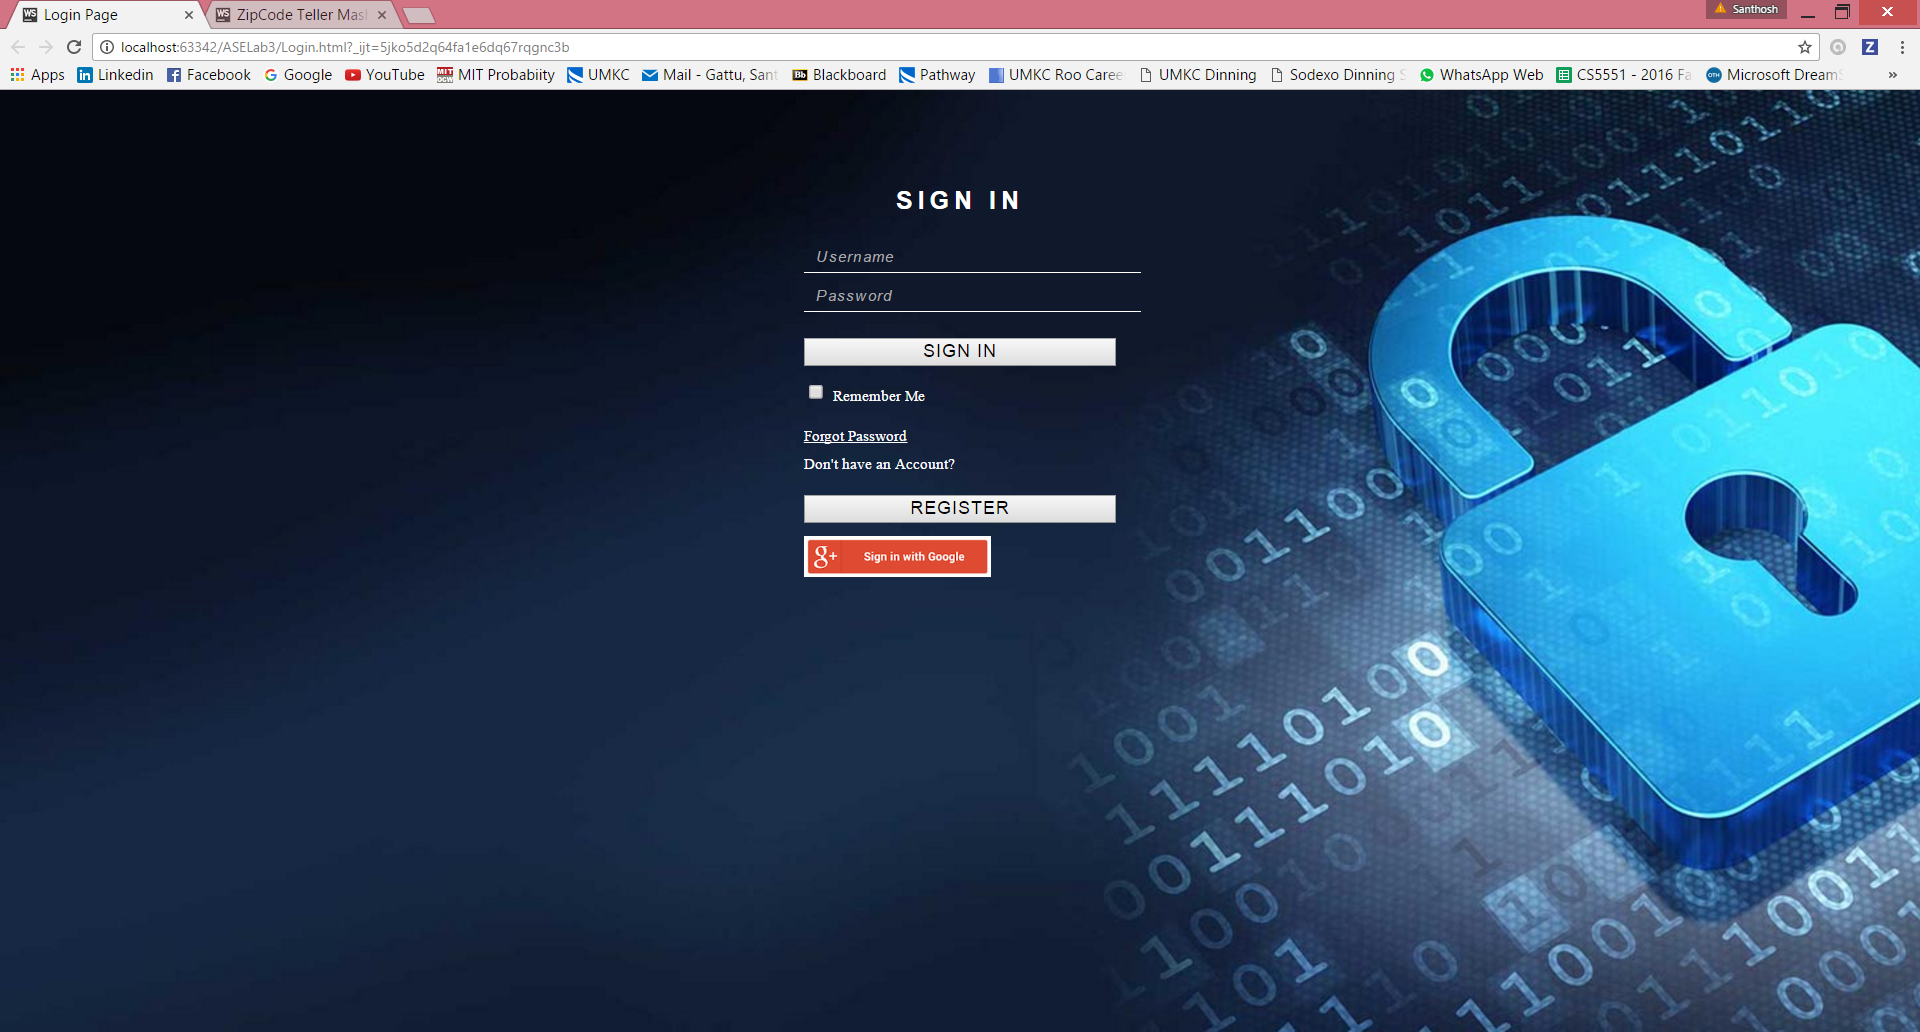 Login Page
ZipCode Teller Mas
Santhosh
localhost:63342/ASELab3/Login.html?_ijt=5jko5d2q64fa1e6dq67rqgnc3b
Apps Linkedin Facebook Google YouTube MIT Probabiity UMKC Mail - Gattu, Sant Blackboard Pathway UMKC Roo Caree UMKC Dinning Sodexo Dinning S WhatsApp Web CS5551 - 2016 Fa Microsoft DreamS »
SIGN IN
Username
Password
SIGN IN
Remember Me
Forgot Password
Don't have an Account?
REGISTER
g+ Sign in with Google